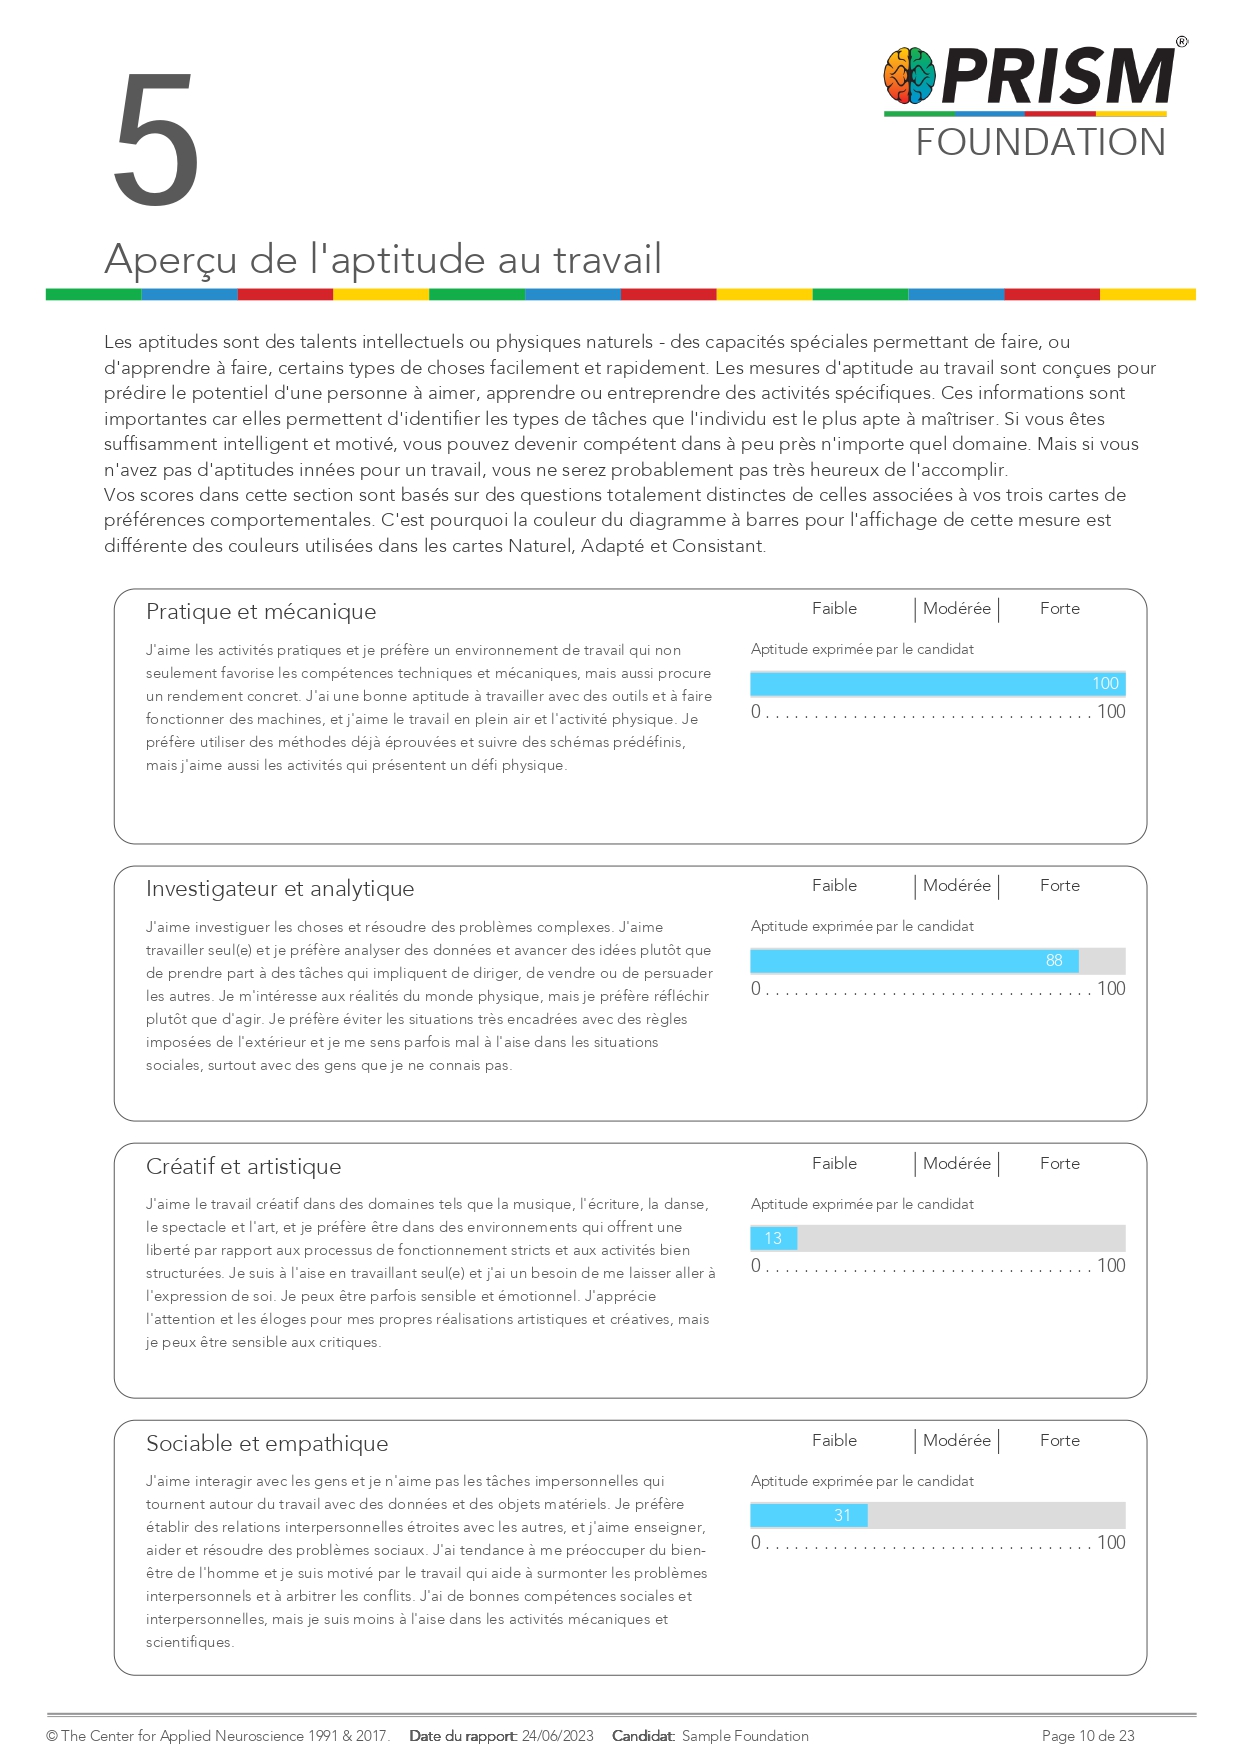 5
PRISM®
FOUNDATION
Aperçu de l'aptitude au travail
Les aptitudes sont des talents intellectuels ou physiques naturels - des capacités spéciales permettant de faire, ou
d'apprendre à faire, certains types de choses facilement et rapidement. Les mesures d'aptitude au travail sont conçues pour
prédire le potentiel d'une personne à aimer, apprendre ou entreprendre des activités spécifiques. Ces informations sont
importantes car elles permettent d'identifier les types de tâches que l'individu est le plus apte à maîtriser. Si vous êtes
suffisamment intelligent et motivé, vous pouvez devenir compétent dans à peu près n'importe quel domaine. Mais si vous
n'avez pas d'aptitudes innées pour un travail, vous ne serez probablement pas très heureux de l'accomplir.
Vos scores dans cette section sont basés sur des questions totalement distinctes de celles associées à vos trois cartes de
préférences comportementales. C'est pourquoi la couleur du diagramme à barres pour l'affichage de cette mesure est
différente des couleurs utilisées dans les cartes Naturel, Adapté et Consistant.
Pratique et mécanique
J'aime les activités pratiques et je préfère un environnement de travail qui non
seulement favorise les compétences techniques et mécaniques, mais aussi procure
un rendement concret. J'ai une bonne aptitude à travailler avec des outils et à faire
fonctionner des machines, et j'aime le travail en plein air et l'activité physique. Je
préfère utiliser des méthodes déjà éprouvées et suivre des schémas prédéfinis,
mais j'aime aussi les activités qui présentent un défi physique.
Faible | Modérée | Forte
Aptitude exprimée par le candidat
100
0 . . . . . . . . . . . . . . . . . . . . . . . . . . . . . . . . . . 100
Investigateur et analytique
J'aime investiguer les choses et résoudre des problèmes complexes. J'aime
travailler seul(e) et je préfère analyser des données et avancer des idées plutôt que
de prendre part à des tâches qui impliquent de diriger, de vendre ou de persuader
les autres. Je m'intéresse aux réalités du monde physique, mais je préfère réfléchir
plutôt que d'agir. Je préfère éviter les situations très encadrées avec des règles
imposées de l'extérieur et je me sens parfois mal à l'aise dans les situations
sociales, surtout avec des gens que je ne connais pas.
Faible | Modérée | Forte
Aptitude exprimée par le candidat
88
0 . . . . . . . . . . . . . . . . . . . . . . . . . . . . . . . . . . 100
Créatif et artistique
J'aime le travail créatif dans des domaines tels que la musique, l'écriture, la danse,
le spectacle et l'art, et je préfère être dans des environnements qui offrent une
liberté par rapport aux processus de fonctionnement stricts et aux activités bien
structurées. Je suis à l'aise en travaillant seul(e) et j'ai un besoin de me laisser aller à
l'expression de soi. Je peux être parfois sensible et émotionnel. J'apprécie
l'attention et les éloges pour mes propres réalisations artistiques et créatives, mais
je peux être sensible aux critiques.
Faible | Modérée | Forte
Aptitude exprimée par le candidat
13
0 . . . . . . . . . . . . . . . . . . . . . . . . . . . . . . . . . . 100
Sociable et empathique
J'aime interagir avec les gens et je n'aime pas les tâches impersonnelles qui
tournent autour du travail avec des données et des objets matériels. Je préfère
établir des relations interpersonnelles étroites avec les autres, et j'aime enseigner,
aider et résoudre des problèmes sociaux. J'ai tendance à me préoccuper du bien-
être de l'homme et je suis motivé par le travail qui aide à surmonter les problèmes
interpersonnels et à arbitrer les conflits. J'ai de bonnes compétences sociales et
interpersonnelles, mais je suis moins à l'aise dans les activités mécaniques et
scientifiques.
Faible | Modérée | Forte
Aptitude exprimée par le candidat
31
0 . . . . . . . . . . . . . . . . . . . . . . . . . . . . . . . . . . 100
© The Center for Applied Neuroscience 1991 & 2017. Date du rapport: 24/06/2023 Candidat: Sample Foundation Page 10 de 23